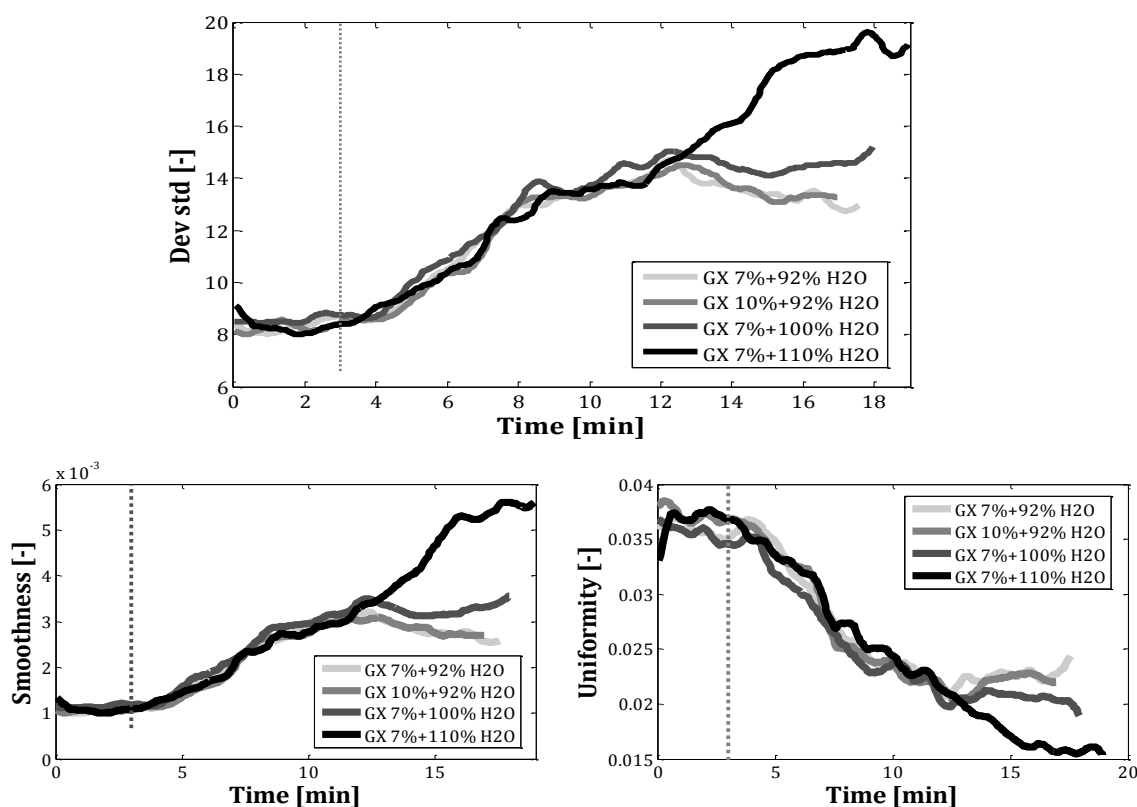 20
18
16
14
12
10
8
6
Dev std [-]
0 2 4 6 8 10 12 14 16 18
Time [min]
GX 7%+92% H2O
GX 10%+92% H2O
GX 7%+100% H2O
GX 7%+110% H2O
x 10-3
6
5
4
3
2
1
0
Smoothness [-]
0 5 10 15
Time [min]
GX 7%+92% H2O
GX 10%+92% H2O
GX 7%+100% H2O
GX 7%+110% H2O
0.04
0.035
0.03
0.025
0.02
0.015
Uniformity [-]
0 5 10 15 20
Time [min]
GX 7%+92% H2O
GX 10%+92% H2O
GX 7%+100% H2O
GX 7%+110% H2O